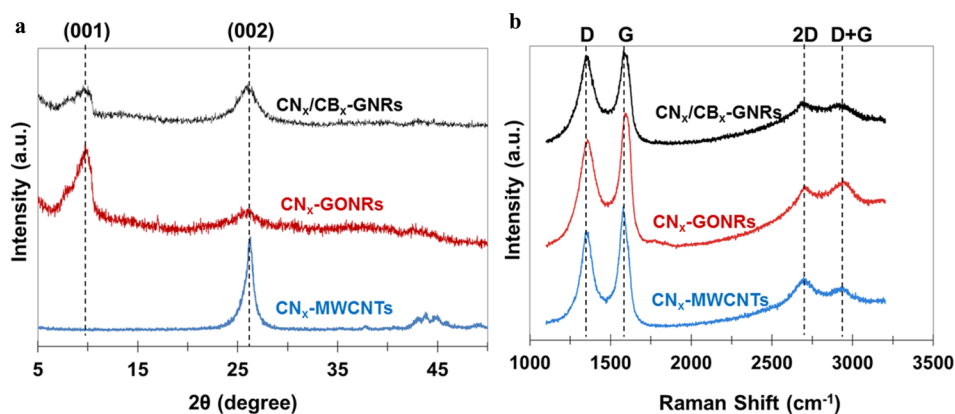 a
(001)
(002)
CNx/CBx-GNRs
CNx-GONRs
CNx-MWCNTs
Intensity (a.u.)
5
15
25
35
45
2θ (degree)
b
D
G
2D
D+G
CNx/CBx-GNRs
CNx-GONRs
CNx-MWCNTs
Intensity (a.u.)
1000
1500
2000
2500
3000
3500
Raman Shift (cm-1)